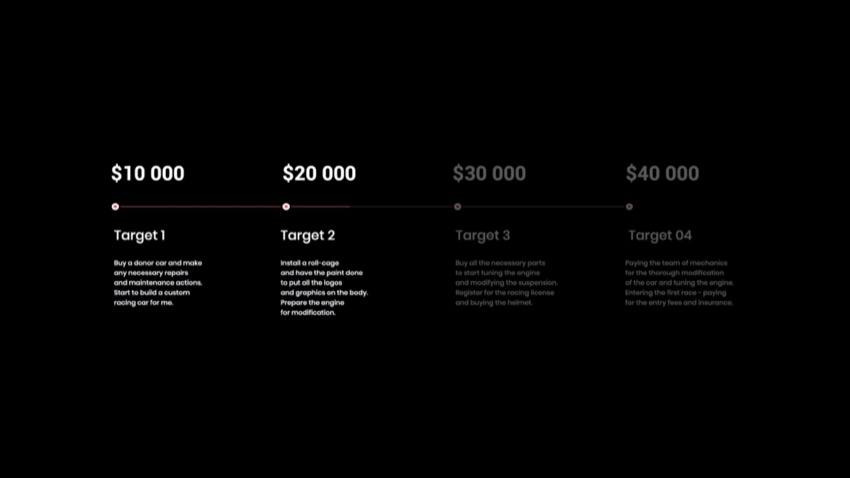 $10 000
$20 000
$30 000
$40 000
Target 1
Target 2
Target 3
Target 04
Buy a donor car and make
any necessary repairs
and maintenance actions.
Start to build a custom
racing car for me.
Install a roll-cage
and have the paint done
to put all the logos
and graphics on the body.
Prepare the engine
for modification.
Buy all the necessary parts
to start tuning the engine
and modifying the suspension.
Register for the racing license
and buying the helmet.
Paying the team of mechanics
for the thorough modification
of the car and tuning the engine.
Entering the first race - paying
for the entry fees and insurance.